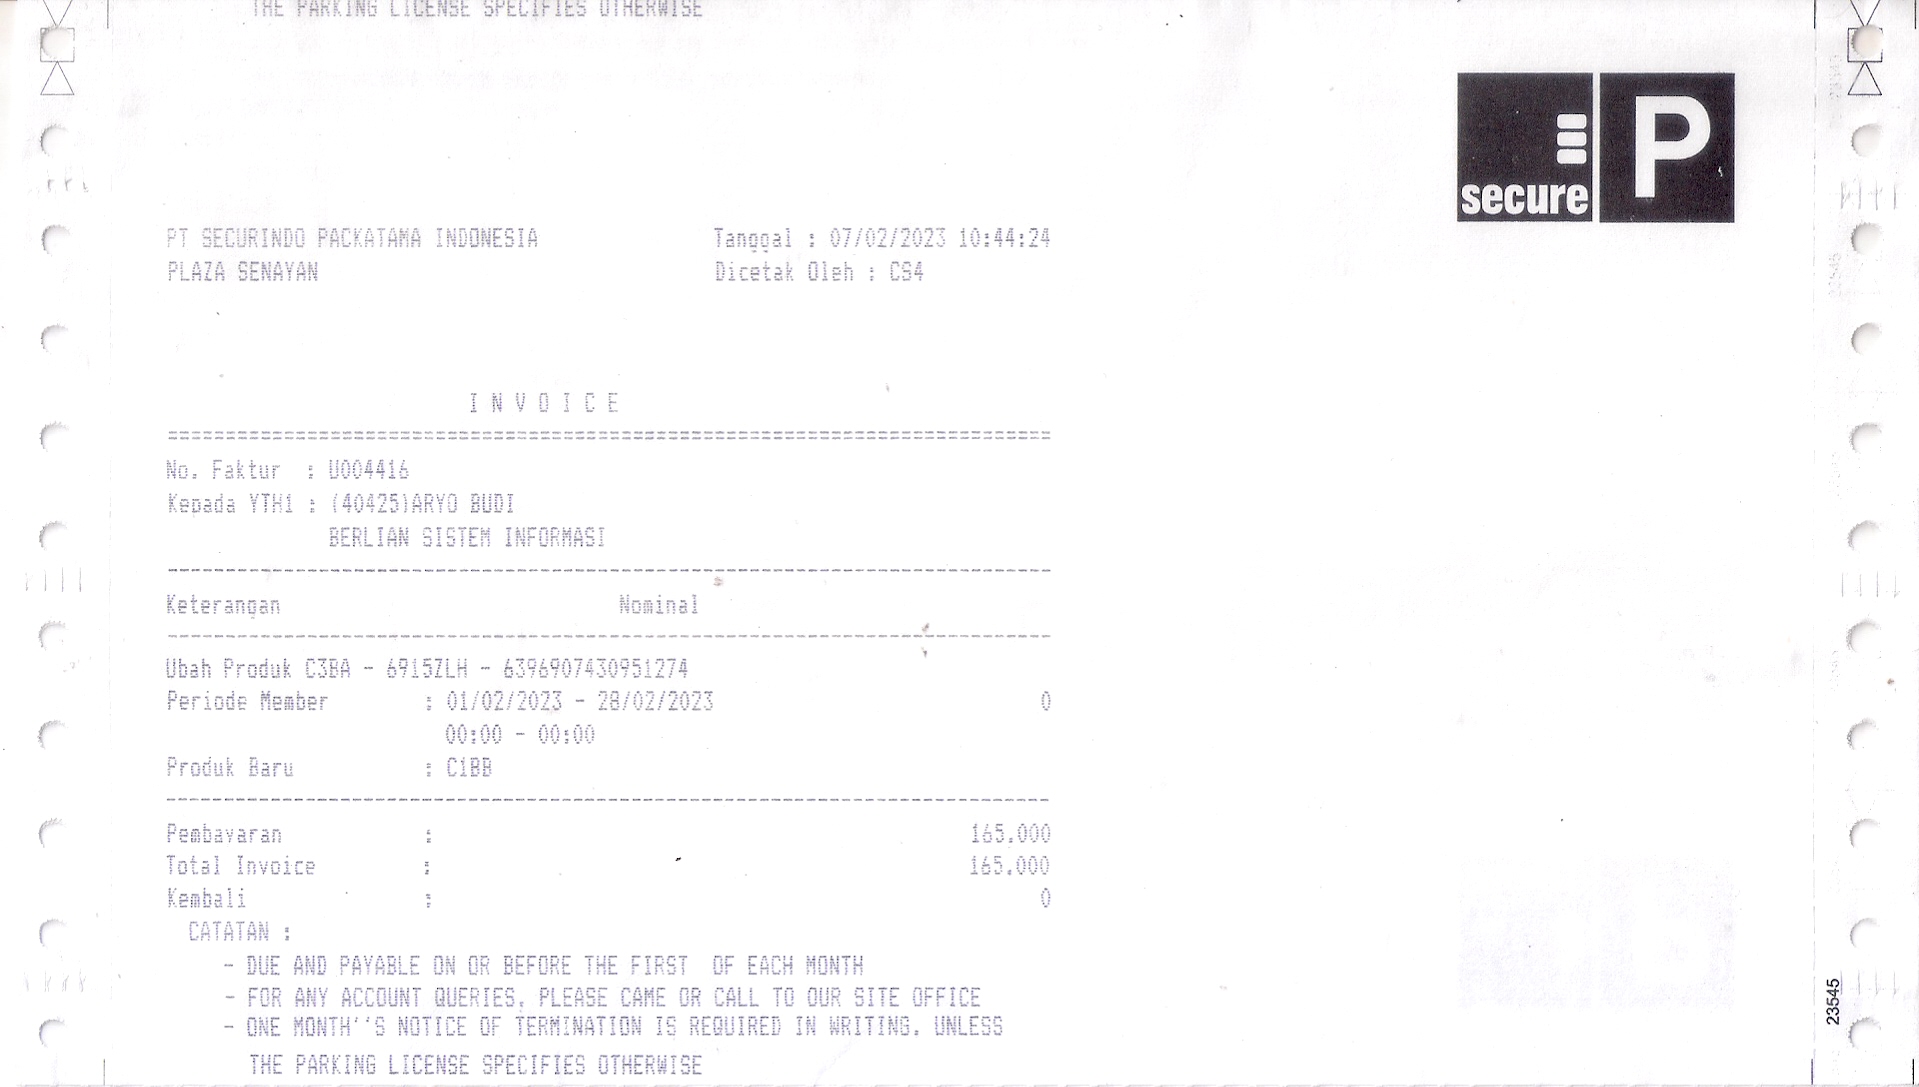 THE PARKING LICENSE SPECIFIES OTHERWISE
secure P
PT SECURINDO PACKATAMA INDONESIA Tanggal : 07/02/2023 10:44:24
PLAZA SENAYAN Dicetak Oleh : CS4
I N V O I C E
No. Faktur : U004416
Kepada YTH1 : (40425)ARYO BUDI
BERLIAN SISTEM INFORMASI
Keterangan Nominal
Ubah Produk C3BA - 6915ZLH - 6396907430951274
Periode Member : 01/02/2023 - 28/02/2023 0
00:00 - 00:00
Produk Baru : C1BB
Pembayaran : 165.000
Total Invoice : 165.000
Kembali : 0
CATATAN :
- DUE AND PAYABLE ON OR BEFORE THE FIRST OF EACH MONTH
- FOR ANY ACCOUNT QUERIES, PLEASE CAME OR CALL TO OUR SITE OFFICE
- ONE MONTH''S NOTICE OF TERMINATION IS REQUIRED IN WRITING, UNLESS
THE PARKING LICENSE SPECIFIES OTHERWISE
23545